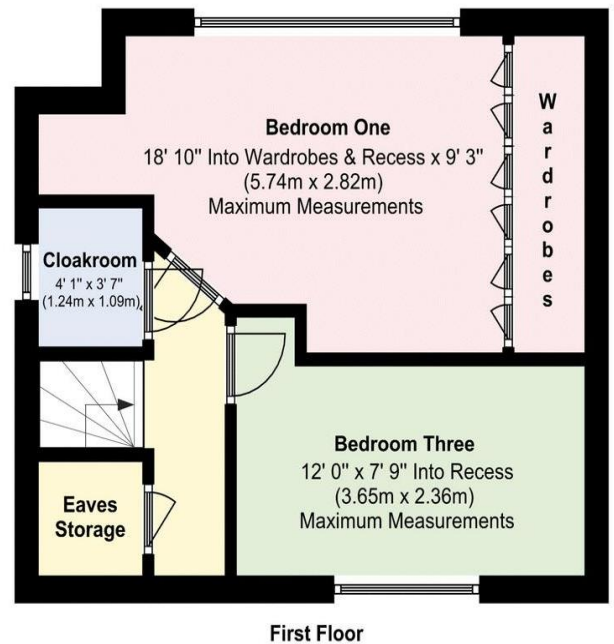 Bedroom One
18' 10" Into Wardrobes & Recess x 9' 3"
(5.74m x 2.82m)
Maximum Measurements
Wardrobes
Cloakroom
4' 1" x 3' 7"
(1.24m x 1.09m)
Bedroom Three
12' 0" x 7' 9" Into Recess
(3.65m x 2.36m)
Maximum Measurements
Eaves
Storage
First Floor